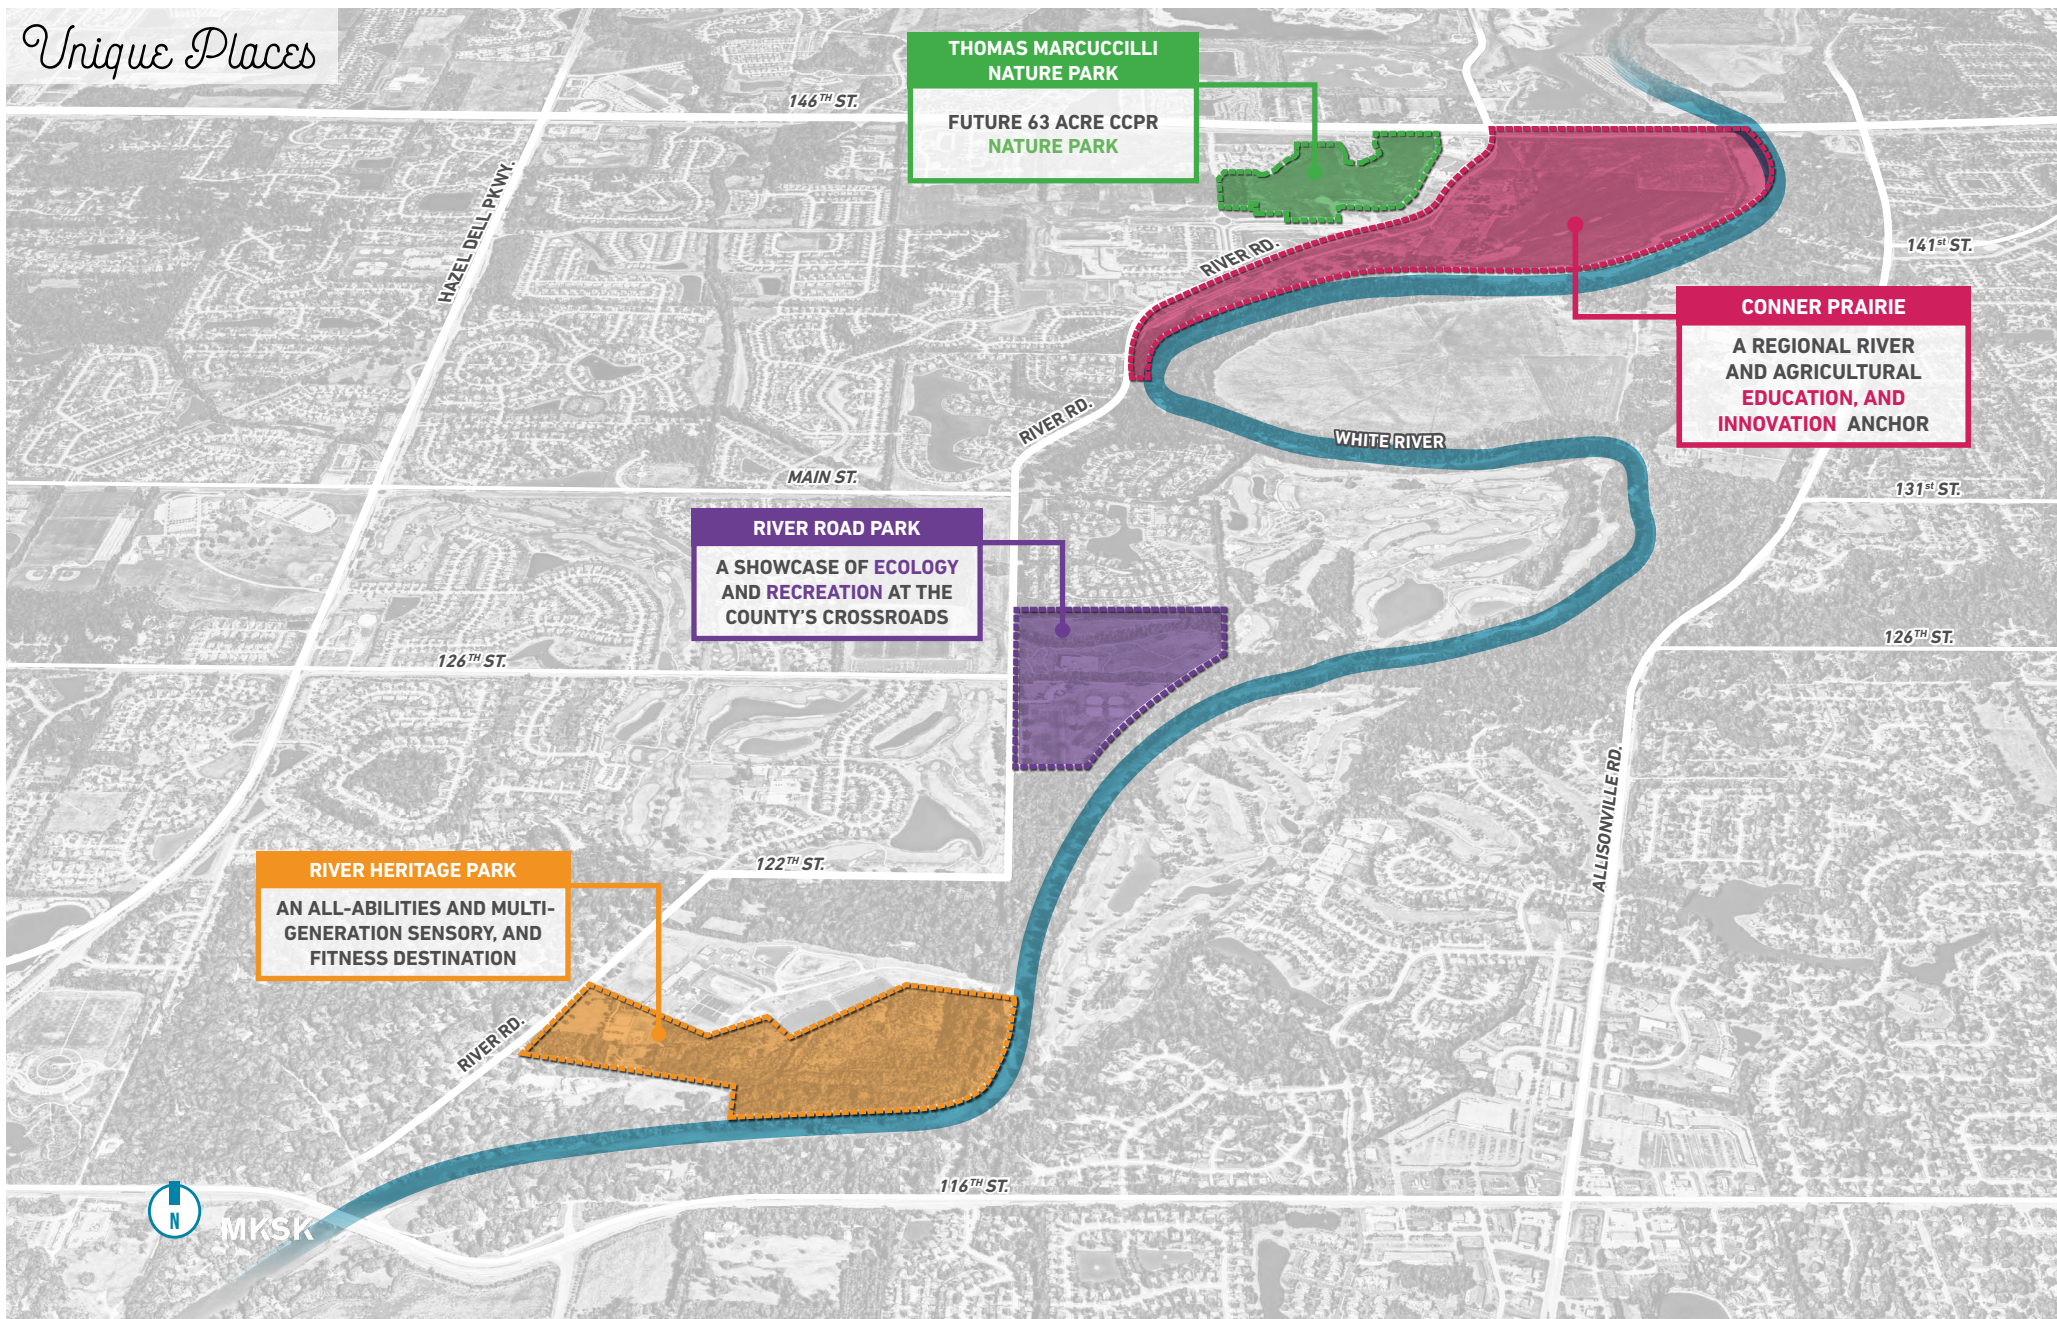 Unique Places
THOMAS MARCUCCILLI
NATURE PARK
FUTURE 63 ACRE CCPR
NATURE PARK
146TH ST.
HAZEL DELL PKWY.
RIVER RD.
141st ST.
CONNER PRAIRIE
A REGIONAL RIVER
AND AGRICULTURAL
EDUCATION, AND
INNOVATION ANCHOR
RIVER RD.
WHITE RIVER
MAIN ST.
131st ST.
RIVER ROAD PARK
A SHOWCASE OF ECOLOGY
AND RECREATION AT THE
COUNTY'S CROSSROADS
126TH ST.
126TH ST.
ALLISONVILLE RD.
122TH ST.
RIVER HERITAGE PARK
AN ALL-ABILITIES AND MULTI-
GENERATION SENSORY, AND
FITNESS DESTINATION
RIVER RD.
116TH ST.
N
MKSK